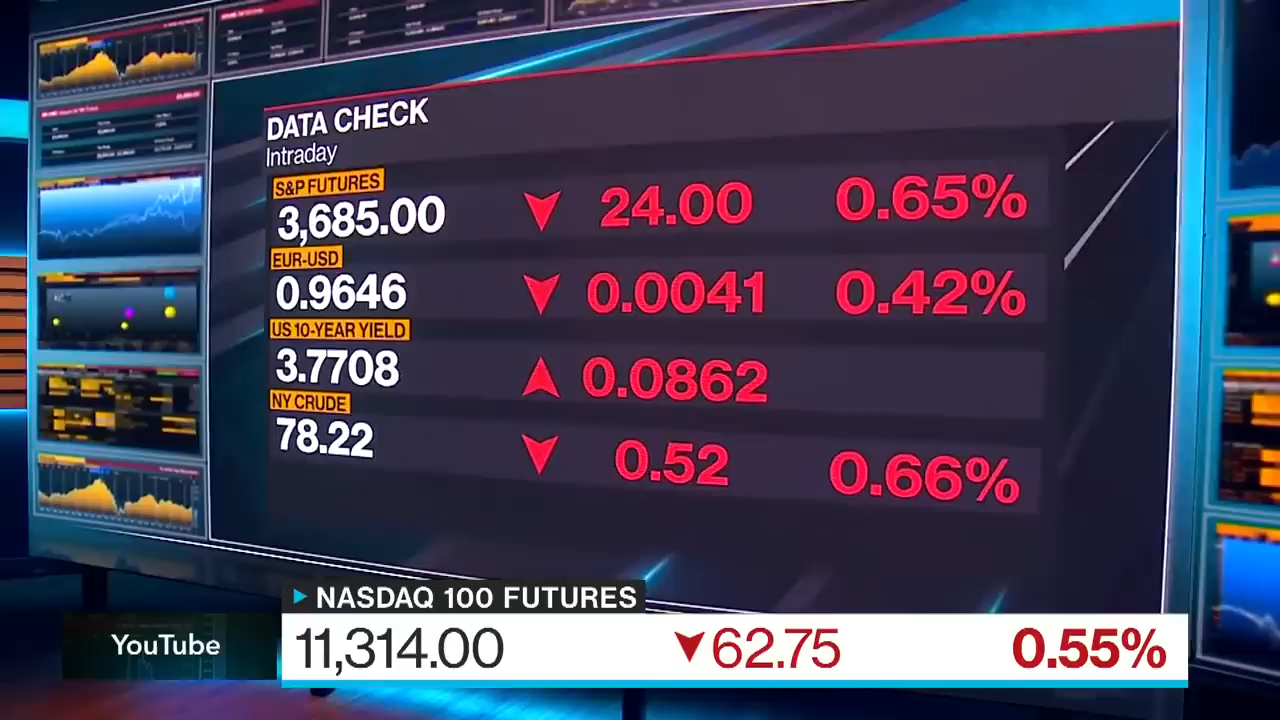 DATA CHECK
Intraday
S&P FUTURES
3,685.00 24.00 0.65%
EUR-USD
0.9646 0.0041 0.42%
US 10-YEAR YIELD
3.7708 0.0862
NY CRUDE
78.22 0.52 0.66%
NASDAQ 100 FUTURES
YouTube
11,314.00 62.75 0.55%